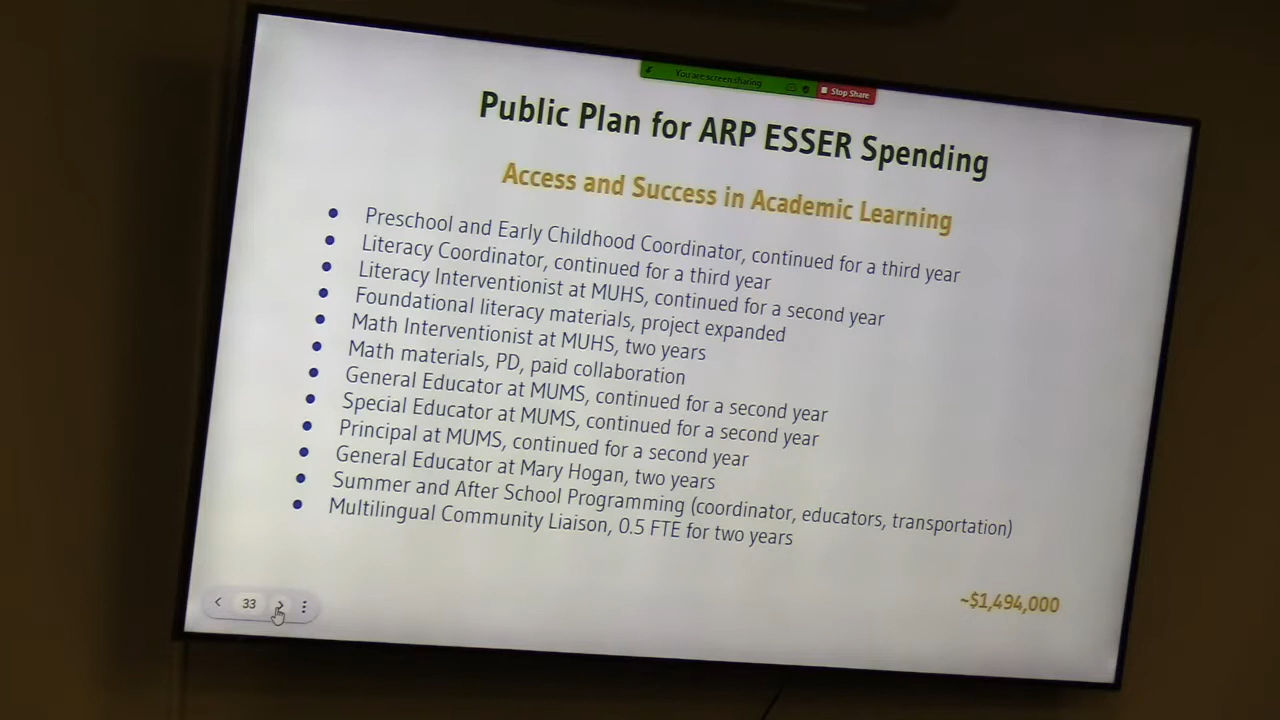 You are screen sharing Stop Share
Public Plan for ARP ESSER Spending
Access and Success in Academic Learning
● Preschool and Early Childhood Coordinator, continued for a third year
● Literacy Coordinator, continued for a third year
● Literacy Interventionist at MUHS, continued for a second year
● Foundational literacy materials, project expanded
● Math Interventionist at MUHS, two years
● Math materials, PD, paid collaboration
● General Educator at MUMS, continued for a second year
● Special Educator at MUMS, continued for a second year
● Principal at MUMS, continued for a second year
● General Educator at Mary Hogan, two years
● Summer and After School Programming (coordinator, educators, transportation)
● Multilingual Community Liaison, 0.5 FTE for two years
~$1,494,000
33